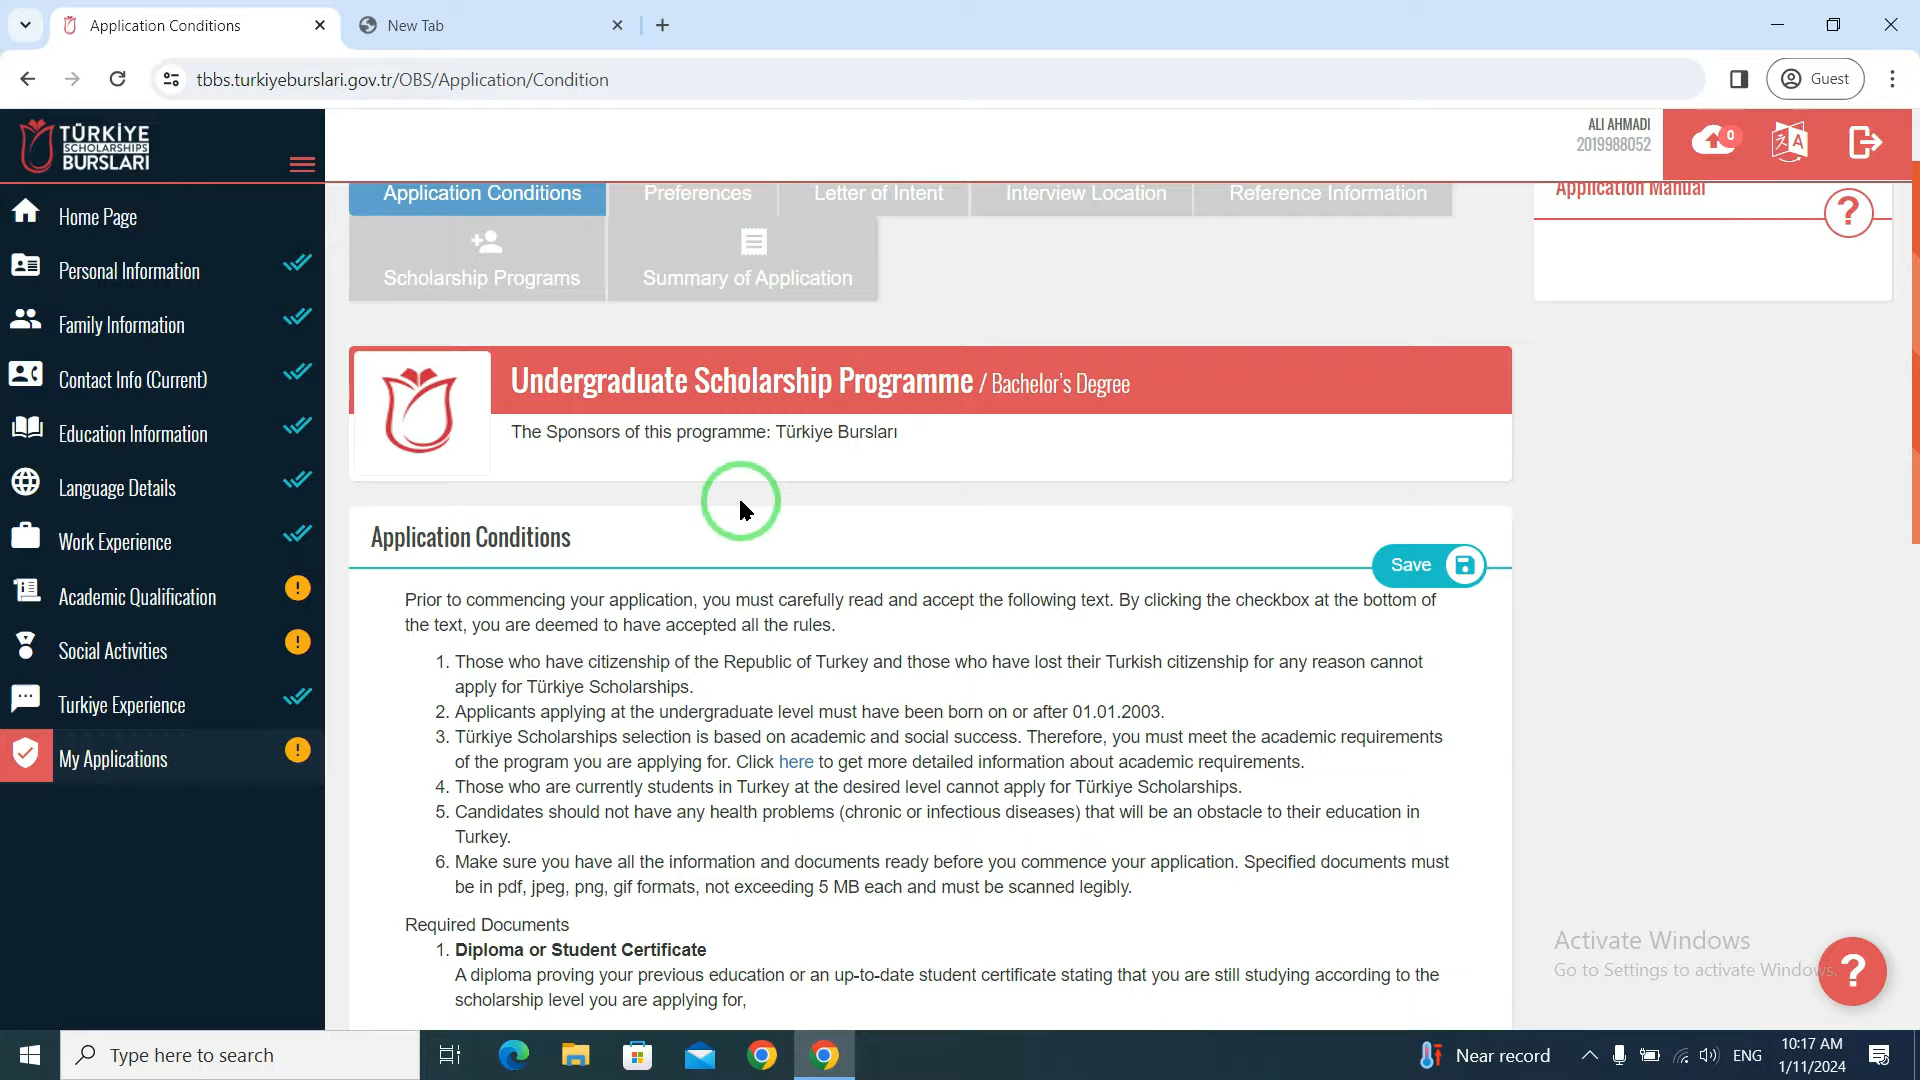 Application Conditions
New Tab
tbbs.turkiyeburslari.gov.tr/OBS/Application/Condition
Guest
TÜRKİYE
SCHOLARSHIPS
BURSLARI
ALI AHMADI
2019988052
0
Home Page
Personal Information
Family Information
Contact Info (Current)
Education Information
Language Details
Work Experience
Academic Qualification
Social Activities
Turkiye Experience
My Applications
Application Conditions
Preferences
Letter of Intent
Interview Location
Reference Information
Scholarship Programs
Summary of Application
Application Manual
?
Undergraduate Scholarship Programme / Bachelor's Degree
The Sponsors of this programme: Türkiye Bursları
Application Conditions
Save
Prior to commencing your application, you must carefully read and accept the following text. By clicking the checkbox at the bottom of
the text, you are deemed to have accepted all the rules.
1. Those who have citizenship of the Republic of Turkey and those who have lost their Turkish citizenship for any reason cannot
apply for Türkiye Scholarships.
2. Applicants applying at the undergraduate level must have been born on or after 01.01.2003.
3. Türkiye Scholarships selection is based on academic and social success. Therefore, you must meet the academic requirements
of the program you are applying for. Click here to get more detailed information about academic requirements.
4. Those who are currently students in Turkey at the desired level cannot apply for Türkiye Scholarships.
5. Candidates should not have any health problems (chronic or infectious diseases) that will be an obstacle to their education in
Turkey.
6. Make sure you have all the information and documents ready before you commence your application. Specified documents must
be in pdf, jpeg, png, gif formats, not exceeding 5 MB each and must be scanned legibly.
Required Documents
1. Diploma or Student Certificate
A diploma proving your previous education or an up-to-date student certificate stating that you are still studying according to the
scholarship level you are applying for,
Activate Windows
Go to Settings to activate Windows.
?
Type here to search
Near record
ENG
10:17 AM
1/11/2024